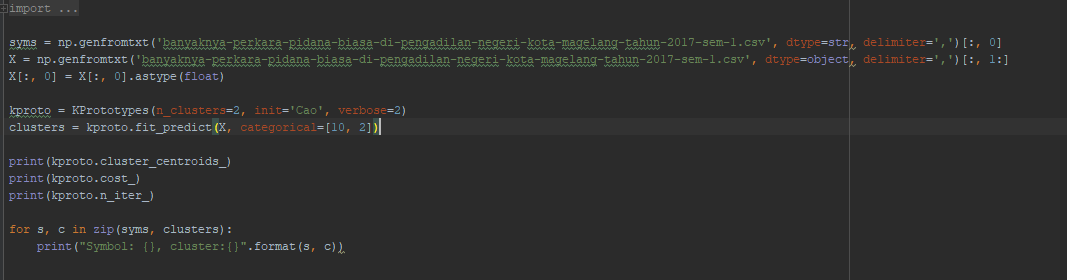 import ...
syms = np.genfromtxt('banyaknya-perkara-pidana-biasa-di-pengadilan-negeri-kota-magelang-tahun-2017-sem-1.csv', dtype=str, delimiter=',')[:, 0]
X = np.genfromtxt('banyaknya-perkara-pidana-biasa-di-pengadilan-negeri-kota-magelang-tahun-2017-sem-1.csv', dtype=object, delimiter=',')[:, 1:]
X[:, 0] = X[:, 0].astype(float)
kproto = KPrototypes(n_clusters=2, init='Cao', verbose=2)
clusters = kproto.fit_predict(X, categorical=[10, 2])
print(kproto.cluster_centroids_)
print(kproto.cost_)
print(kproto.n_iter_)
for s, c in zip(syms, clusters):
    print("Symbol: {}, cluster:{}".format(s, c))